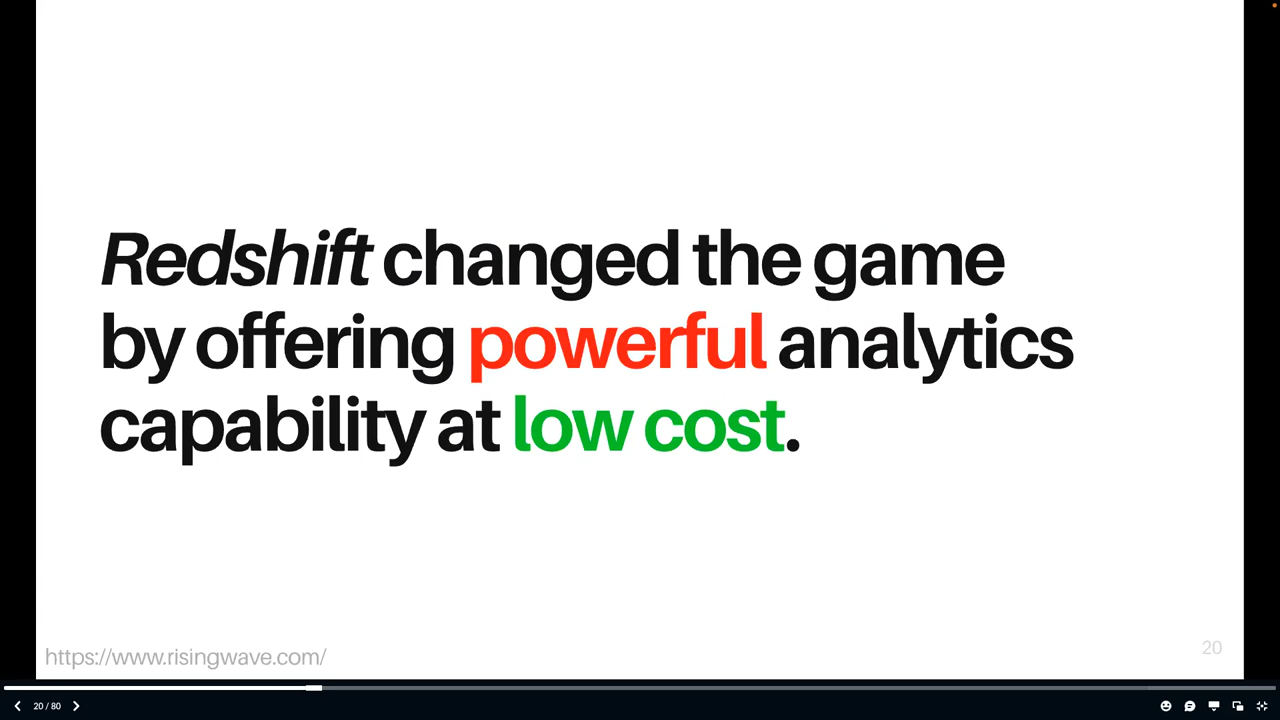 Redshift changed the game
by offering powerful analytics
capability at low cost.
https://www.risingwave.com/
20
20 / 80